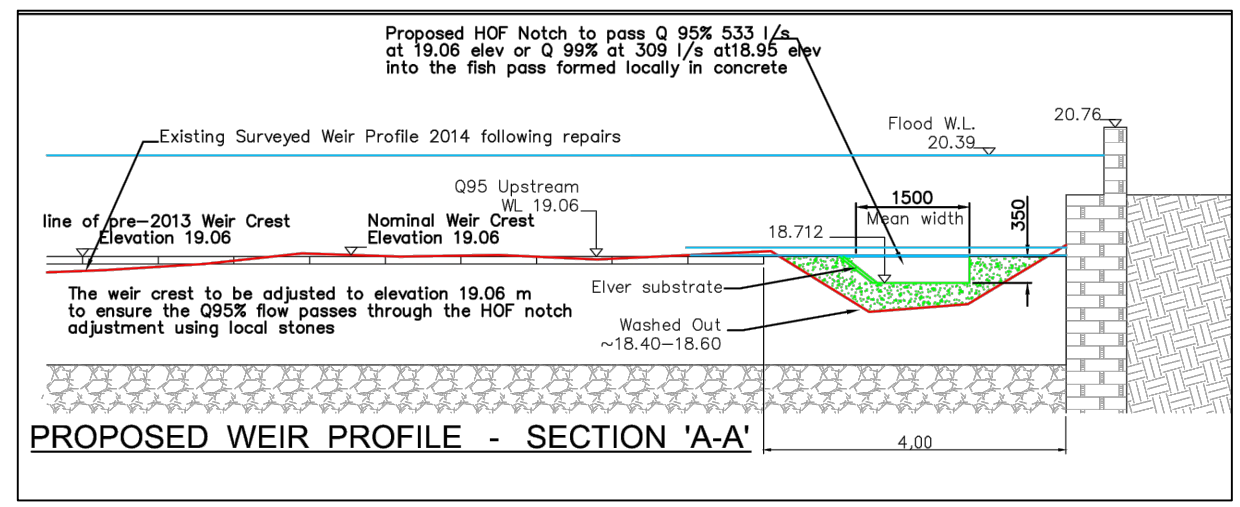 Proposed HOF Notch to pass Q 95% 533 l/s
at 19.06 elev or Q 99% at 309 l/s at18.95 elev
into the fish pass formed locally in concrete
Existing Surveyed Weir Profile 2014 following repairs
Flood W.L.
20.39
20.76
Q95 Upstream
WL 19.06
1500
Mean width
350
line of pre-2013 Weir Crest
Elevation 19.06
Nominal Weir Crest
Elevation 19.06
18.712
Elver substrate
The weir crest to be adjusted to elevation 19.06 m
to ensure the Q95% flow passes through the HOF notch
adjustment using local stones
Washed Out
~18.40-18.60
PROPOSED WEIR PROFILE - SECTION 'A-A'
4,00